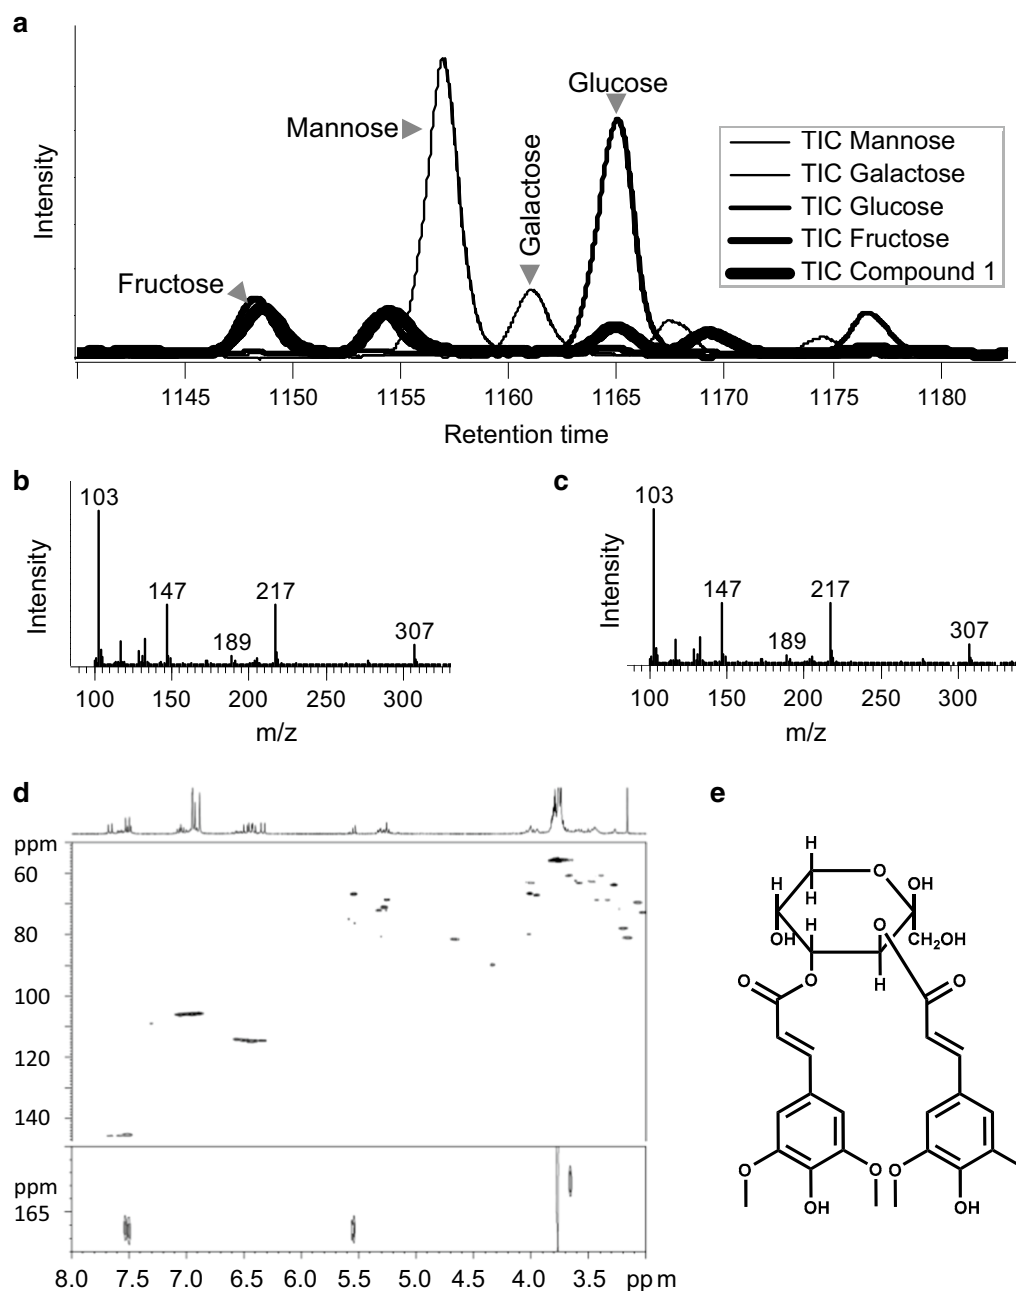 a
Intensity
Mannose
Fructose
Galactose
Glucose
TIC Mannose
TIC Galactose
TIC Glucose
TIC Fructose
TIC Compound 1
1145 1150 1155 1160 1165 1170 1175 1180
Retention time
b
Intensity
103
147
189
217
307
100 150 200 250 300
m/z
c
Intensity
103
147
189
217
307
100 150 200 250 300
m/z
d
ppm
60
80
100
120
140
ppm
165
8.0 7.5 7.0 6.5 6.0 5.5 5.0 4.5 4.0 3.5 ppm
e
H
O
H
H
H
O
OH
OH
CH2OH
O
H
O
O
O
O
O
OH
O
OH